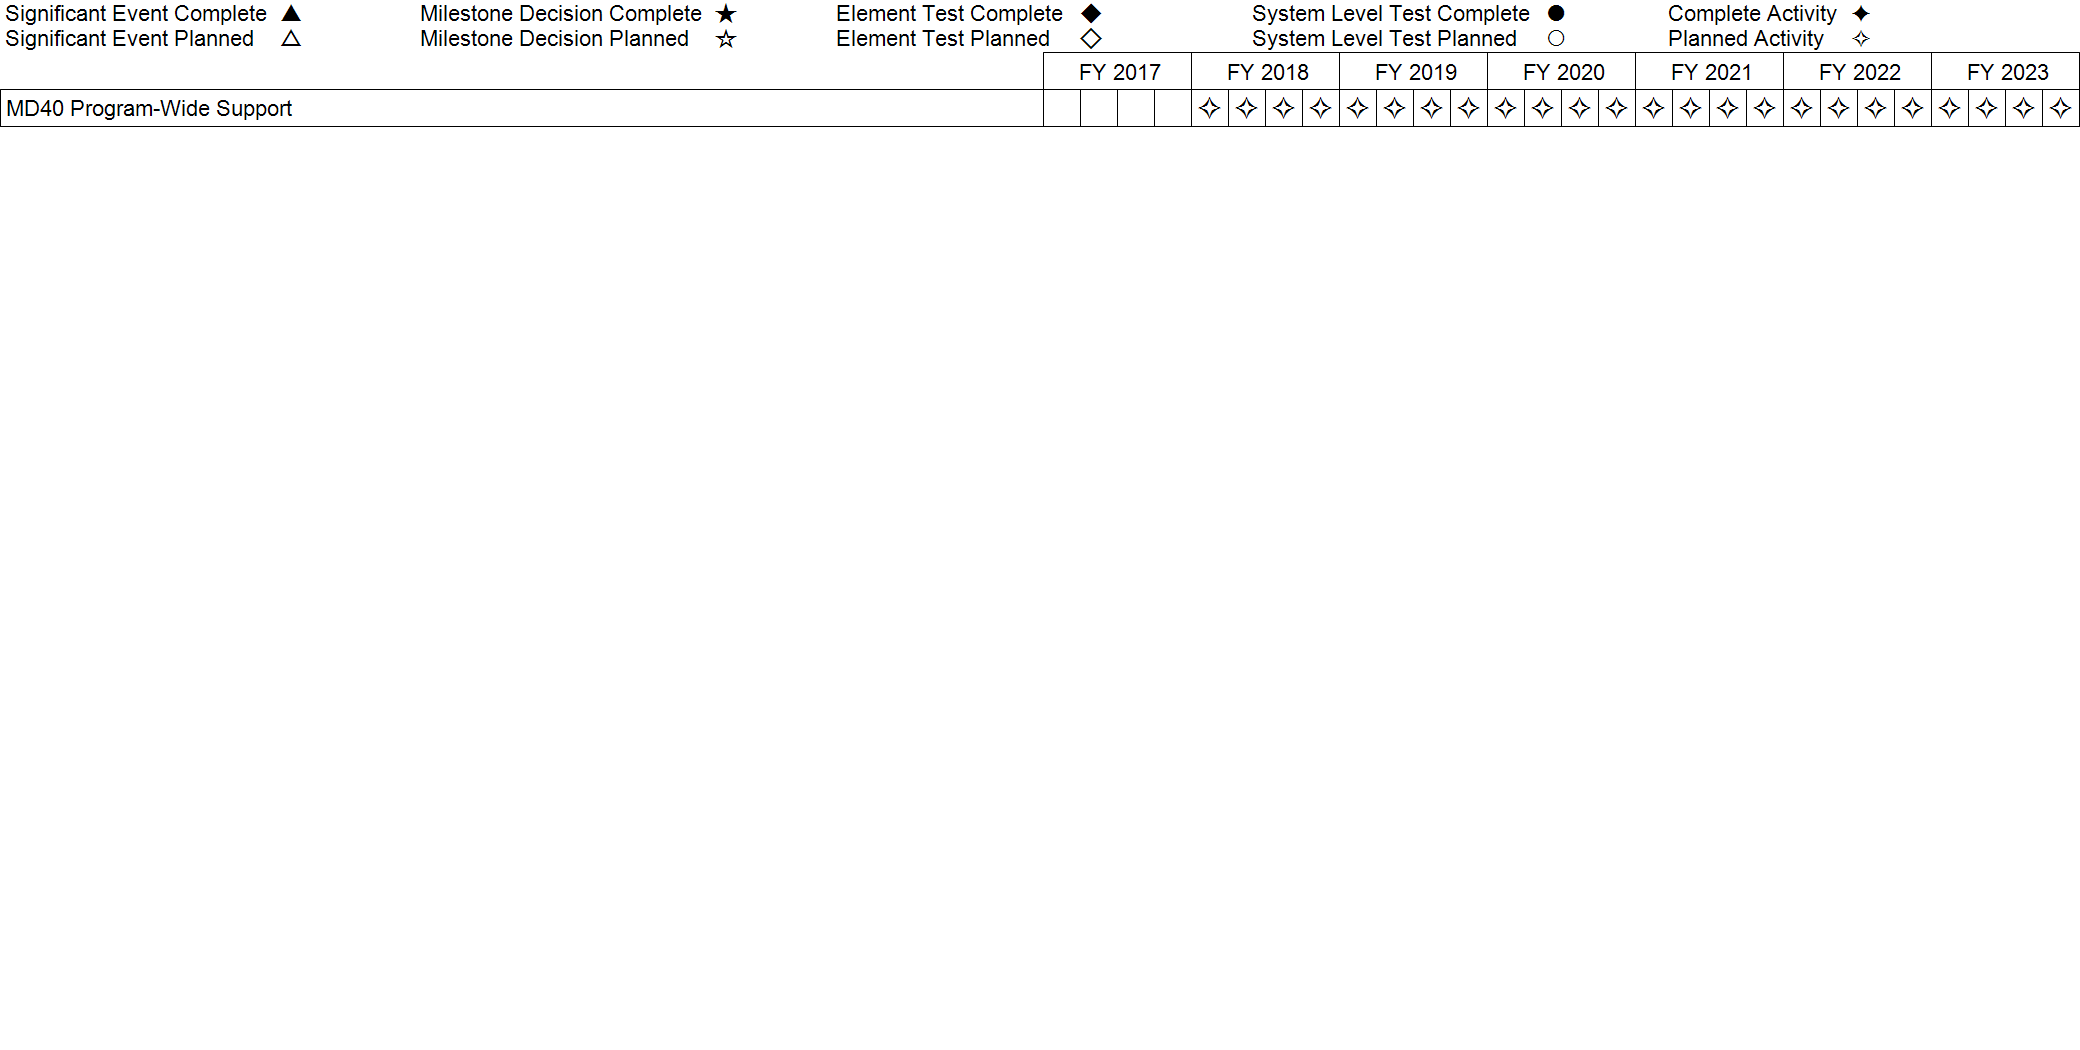 Significant Event Complete ▲ Milestone Decision Complete ★ Element Test Complete ◆ System Level Test Complete ● Complete Activity ✦
Significant Event Planned △ Milestone Decision Planned ☆ Element Test Planned ◇ System Level Test Planned ○ Planned Activity ✧
FY 2017 FY 2018 FY 2019 FY 2020 FY 2021 FY 2022 FY 2023
MD40 Program-Wide Support ✧ ✧ ✧ ✧ ✧ ✧ ✧ ✧ ✧ ✧ ✧ ✧ ✧ ✧ ✧ ✧ ✧ ✧ ✧ ✧ ✧ ✧ ✧ ✧